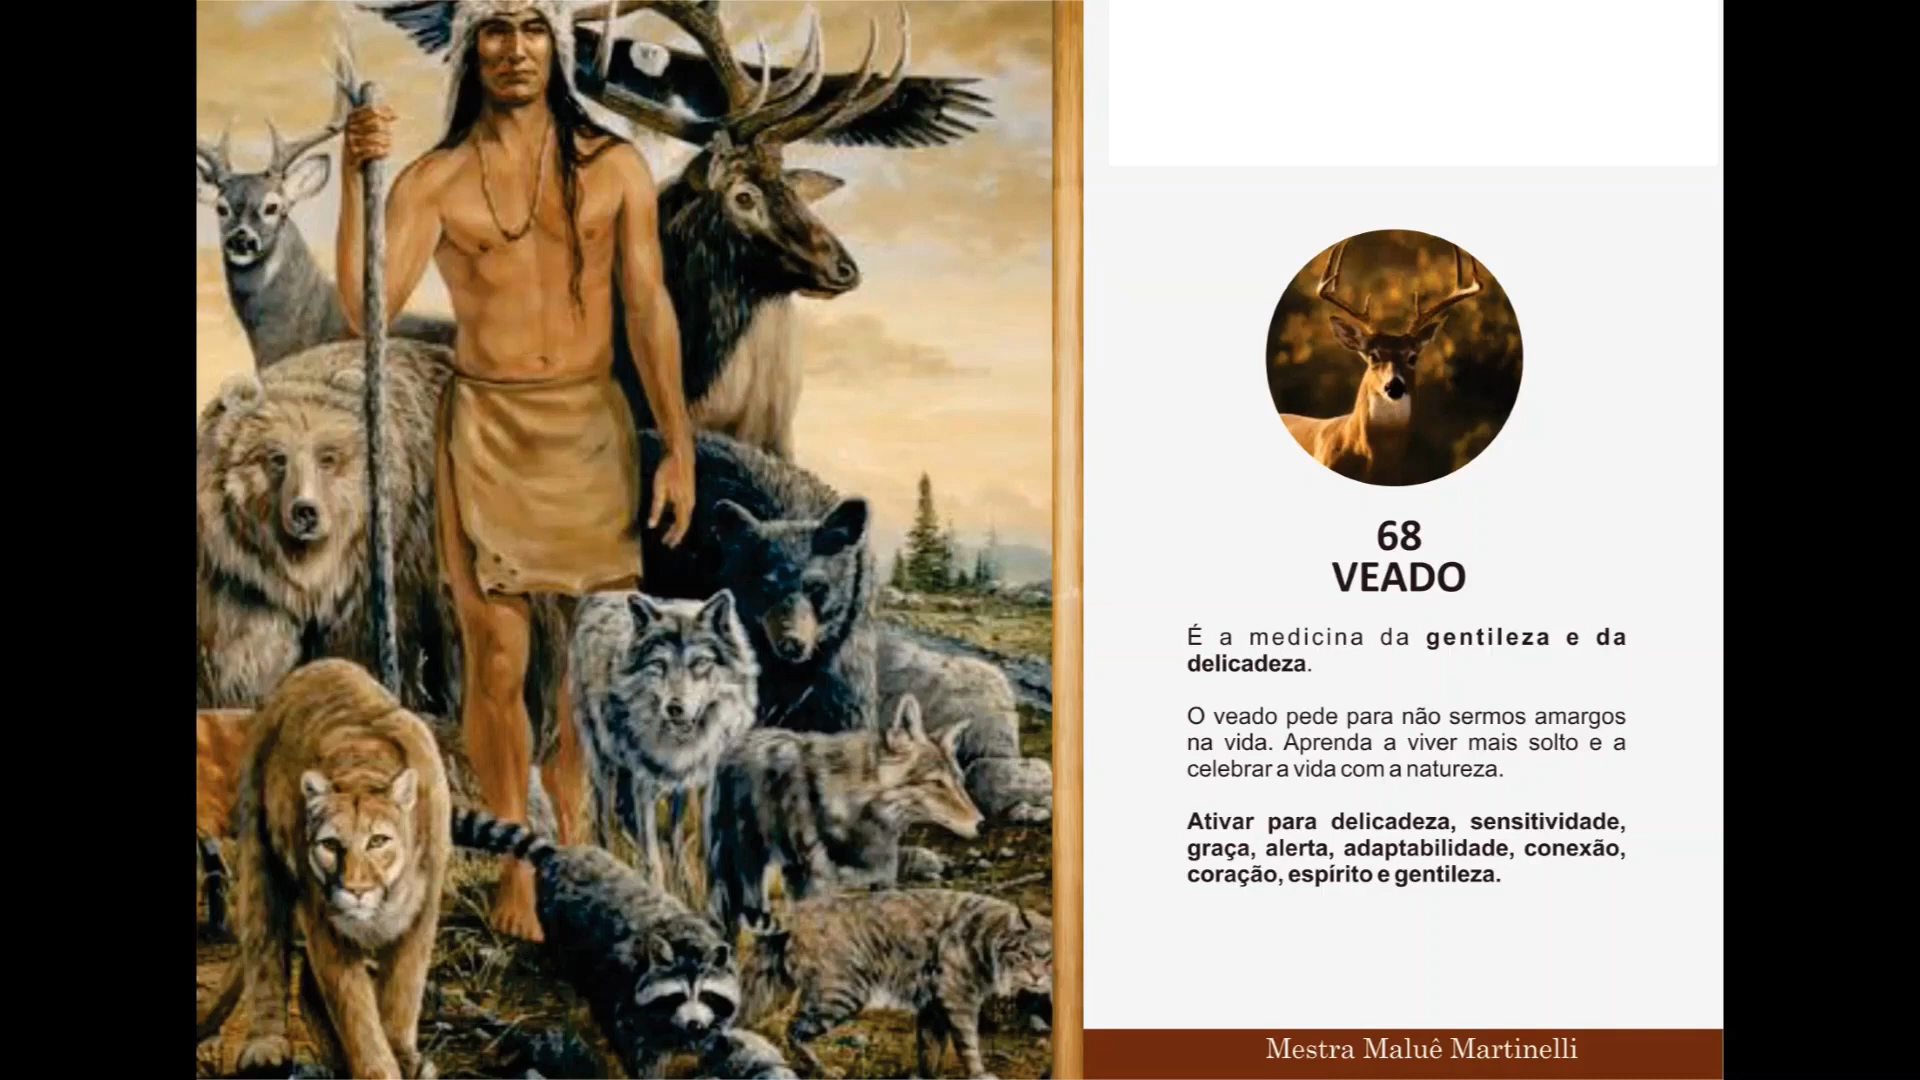 68
VEADO
É a medicina da gentileza e da
delicadeza.
O veado pede para não sermos amargos
na vida. Aprenda a viver mais solto e a
celebrar a vida com a natureza.
Ativar para delicadeza, sensitividade,
graça, alerta, adaptabilidade, conexão,
coração, espírito e gentileza.
Mestra Maluê Martinelli